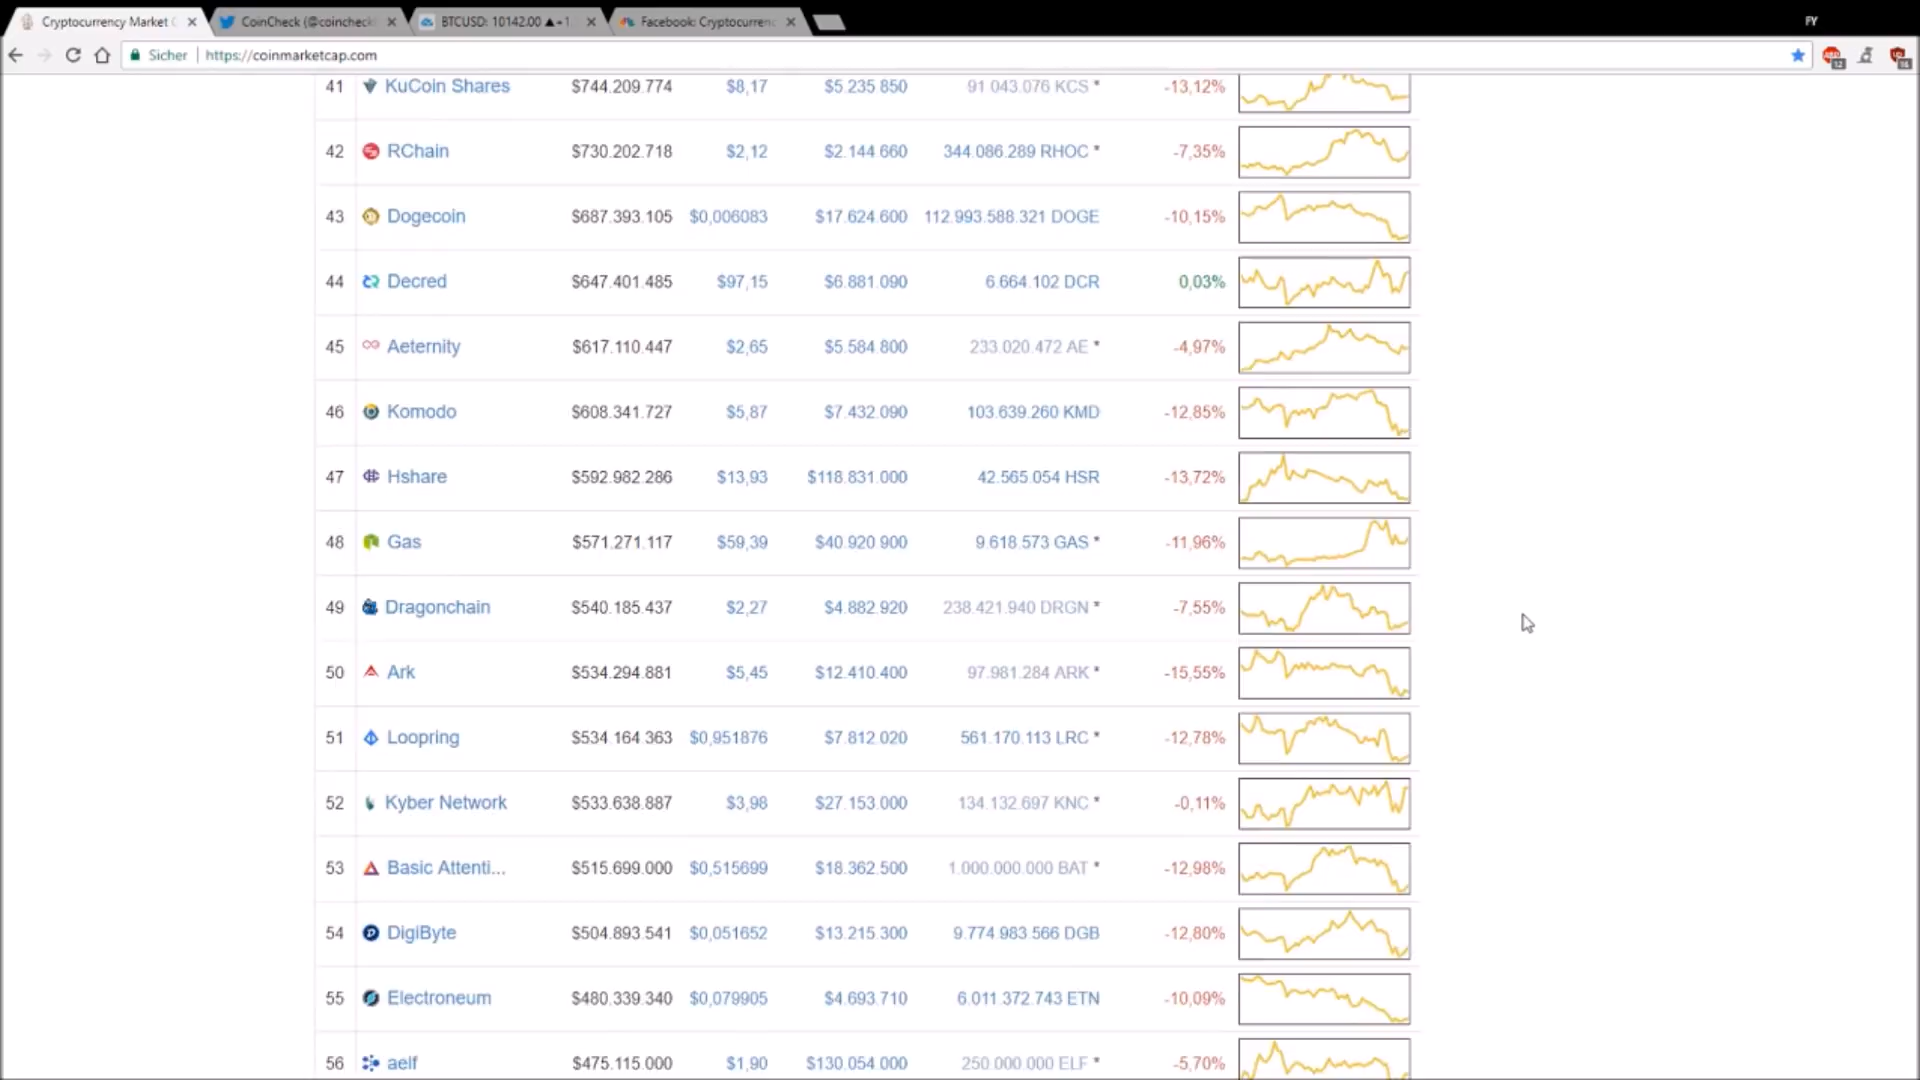 Cryptocurrency Market C
CoinCheck (@coincheck
BTCUSD: 10142.00 ▲+1
Facebook: Cryptocurrenc
FY
Sicher | https://coinmarketcap.com
12
16
41 KuCoin Shares $744.209.774 $8,17 $5.235.850 91.043.076 KCS * -13,12%
42 RChain $730.202.718 $2,12 $2.144.660 344.086.289 RHOC * -7,35%
43 Dogecoin $687.393.105 $0,006083 $17.624.600 112.993.588.321 DOGE -10,15%
44 Decred $647.401.485 $97,15 $6.881.090 6.664.102 DCR 0,03%
45 Aeternity $617.110.447 $2,65 $5.584.800 233.020.472 AE * -4,97%
46 Komodo $608.341.727 $5,87 $7.432.090 103.639.260 KMD -12,85%
47 Hshare $592.982.286 $13,93 $118.831.000 42.565.054 HSR -13,72%
48 Gas $571.271.117 $59,39 $40.920.900 9.618.573 GAS * -11,96%
49 Dragonchain $540.185.437 $2,27 $4.882.920 238.421.940 DRGN * -7,55%
50 Ark $534.294.881 $5,45 $12.410.400 97.981.284 ARK * -15,55%
51 Loopring $534.164.363 $0,951876 $7.812.020 561.170.113 LRC * -12,78%
52 Kyber Network $533.638.887 $3,98 $27.153.000 134.132.697 KNC * -0,11%
53 Basic Attenti... $515.699.000 $0,515699 $18.362.500 1.000.000.000 BAT * -12,98%
54 DigiByte $504.893.541 $0,051652 $13.215.300 9.774.983.566 DGB -12,80%
55 Electroneum $480.339.340 $0,079905 $4.693.710 6.011.372.743 ETN -10,09%
56 aelf $475.115.000 $1,90 $130.054.000 250.000.000 ELF * -5,70%